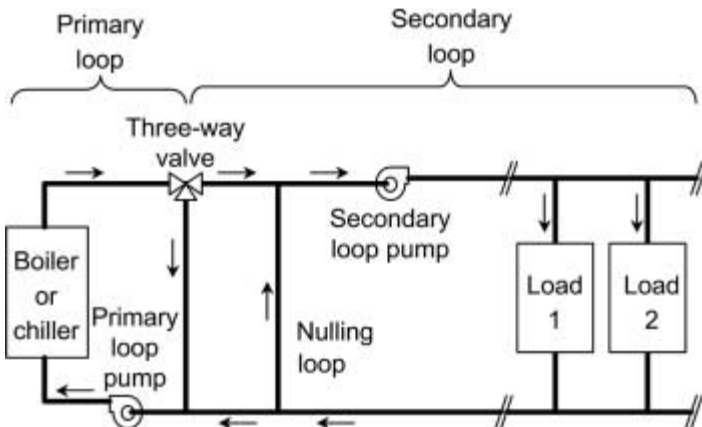 Primary
loop
Secondary
loop
Three-way
valve
Secondary
loop pump
Boiler
or
chiller
Primary
loop
pump
Nulling
loop
Load
1
Load
2